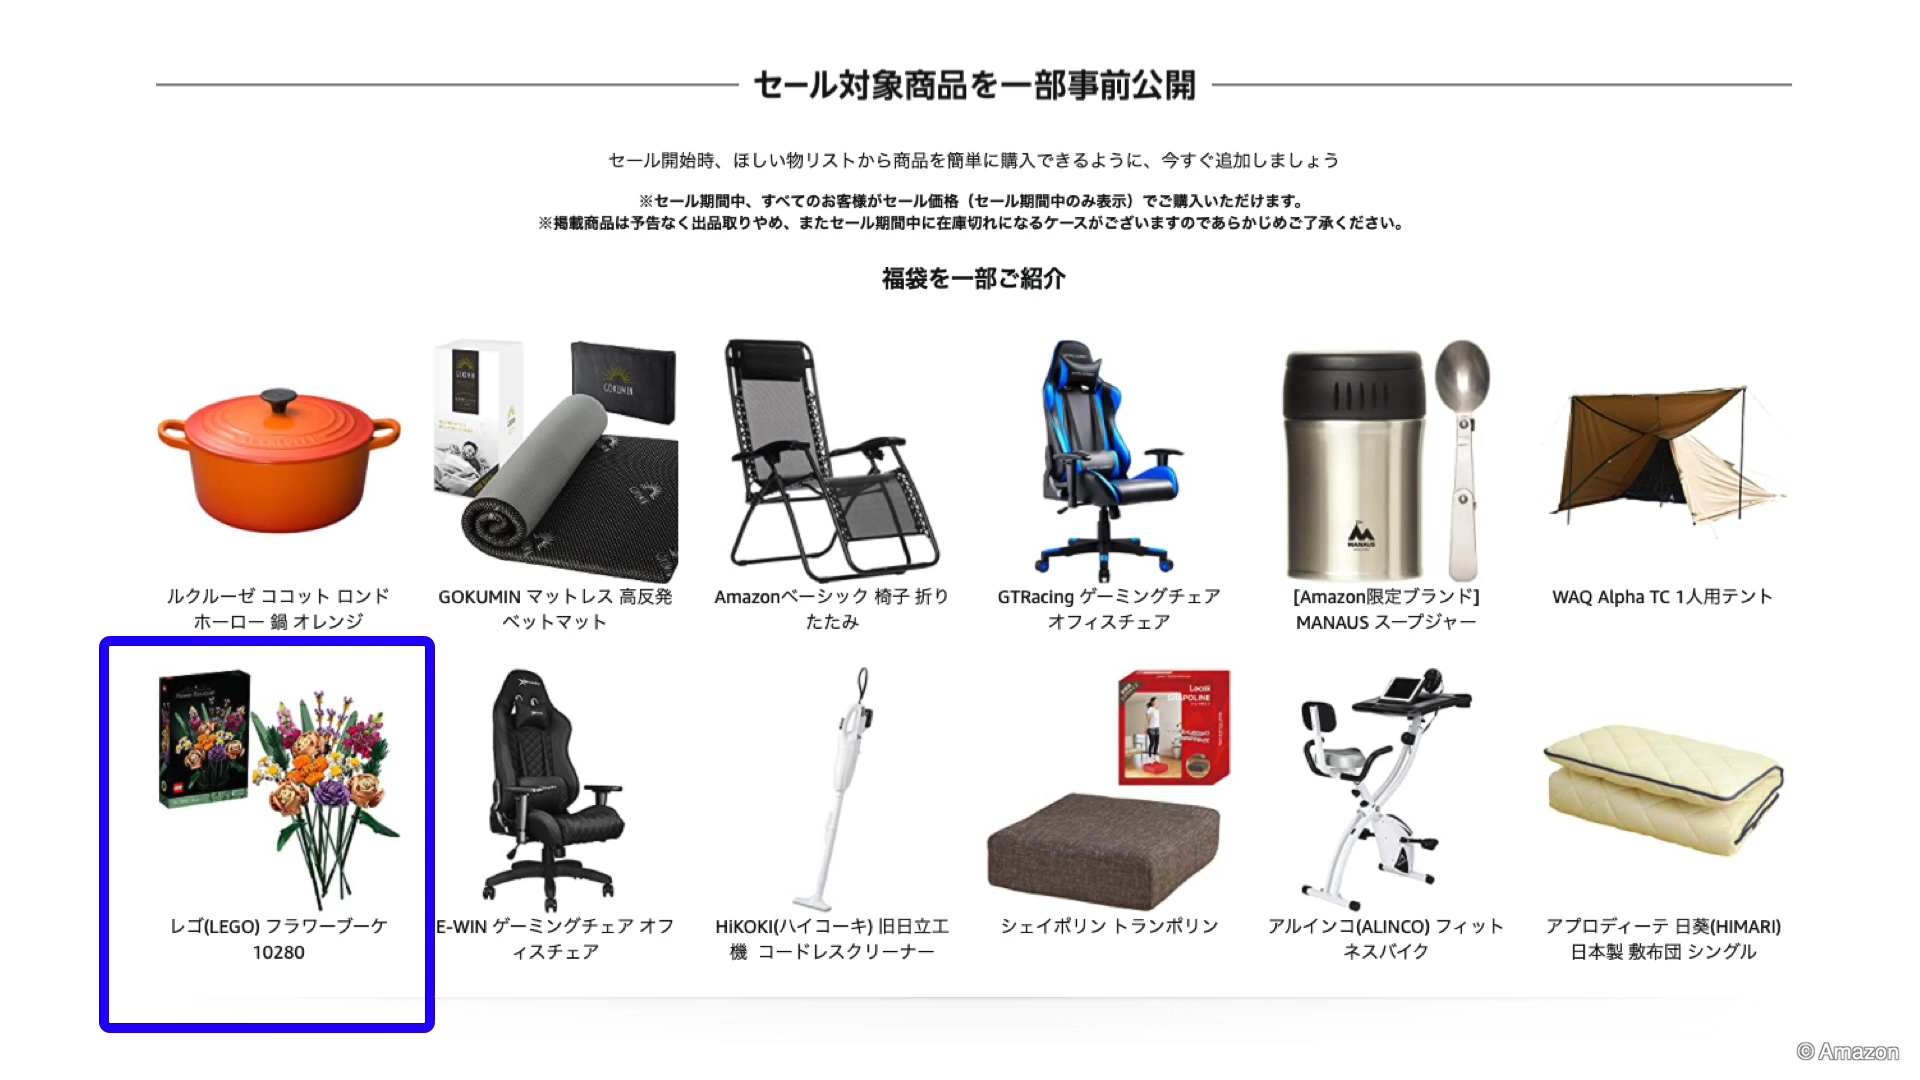 セール対象商品を一部事前公開
セール開始時、ほしい物リストから商品を簡単に購入できるように、今すぐ追加しましょう
※セール期間中、すべてのお客様がセール価格（セール期間中のみ表示）でご購入いただけます。
※掲載商品は予告なく出品取りやめ、またセール期間中に在庫切れになるケースがございますのであらかじめご了承ください。
福袋を一部ご紹介
GOKUMIN
GOKUMIN
MANAUS
ルクルーゼ ココット ロンド
ホーロー 鍋 オレンジ
GOKUMIN マットレス 高反発
ベットマット
Amazonベーシック 椅子 折り
たたみ
GTRacing ゲーミングチェア
オフィスチェア
[Amazon限定ブランド]
MANAUS スープジャー
WAQ Alpha TC 1人用テント
Flower Bouquet
レゴ(LEGO) フラワーブーケ
10280
E-WIN ゲーミングチェア オフ
ィスチェア
HiKOKI(ハイコーキ) 旧日立工
機 コードレスクリーナー
シェイポリン トランポリン
アルインコ(ALINCO) フィット
ネスバイク
アプロディーテ 日葵(HIMARI)
日本製 敷布団 シングル
© Amazon